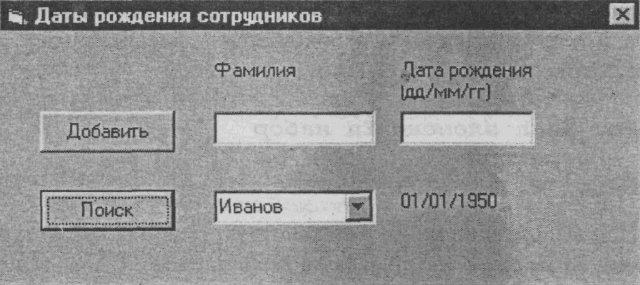 Даты рождения сотрудников
Фамилия
Дата рождения
(дд/мм/гг)
Добавить
Поиск
Иванов
01/01/1950